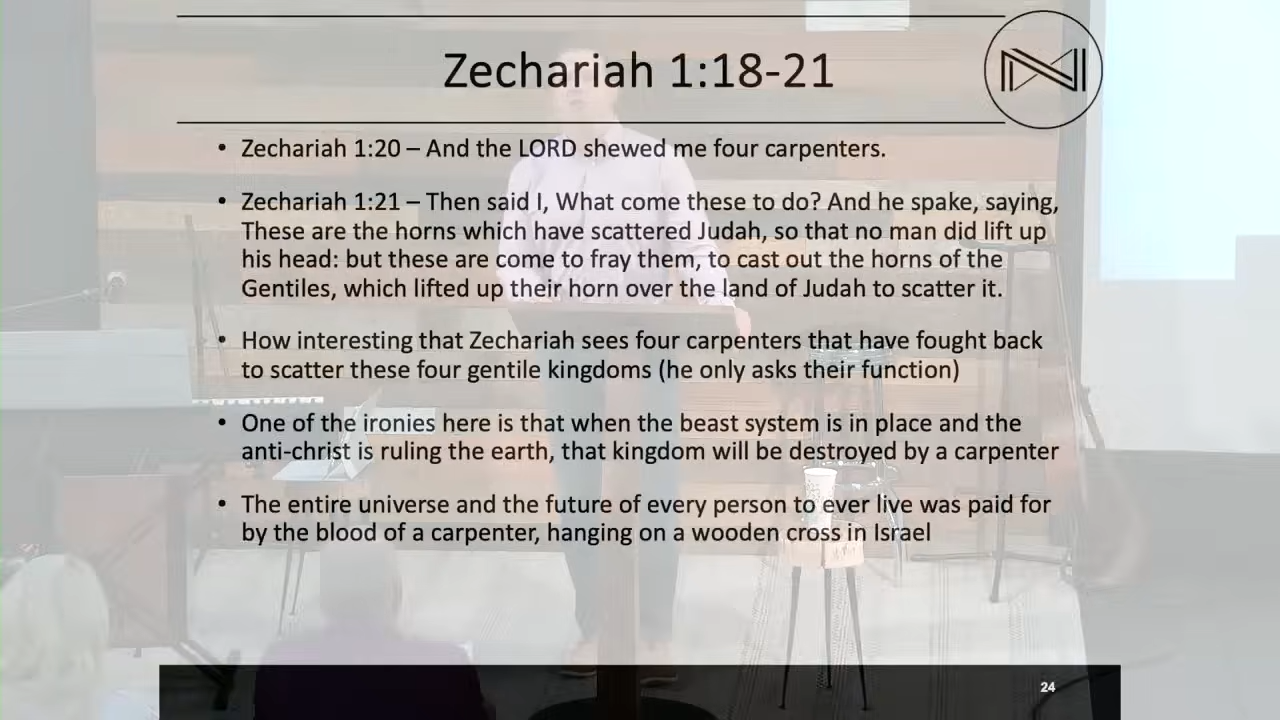 Zechariah 1:18-21
• Zechariah 1:20 – And the LORD shewed me four carpenters.
• Zechariah 1:21 – Then said I, What come these to do? And he spake, saying,
These are the horns which have scattered Judah, so that no man did lift up
his head: but these are come to fray them, to cast out the horns of the
Gentiles, which lifted up their horn over the land of Judah to scatter it.
• How interesting that Zechariah sees four carpenters that have fought back
to scatter these four gentile kingdoms (he only asks their function)
• One of the ironies here is that when the beast system is in place and the
anti-christ is ruling the earth, that kingdom will be destroyed by a carpenter
• The entire universe and the future of every person to ever live was paid for
by the blood of a carpenter, hanging on a wooden cross in Israel
24